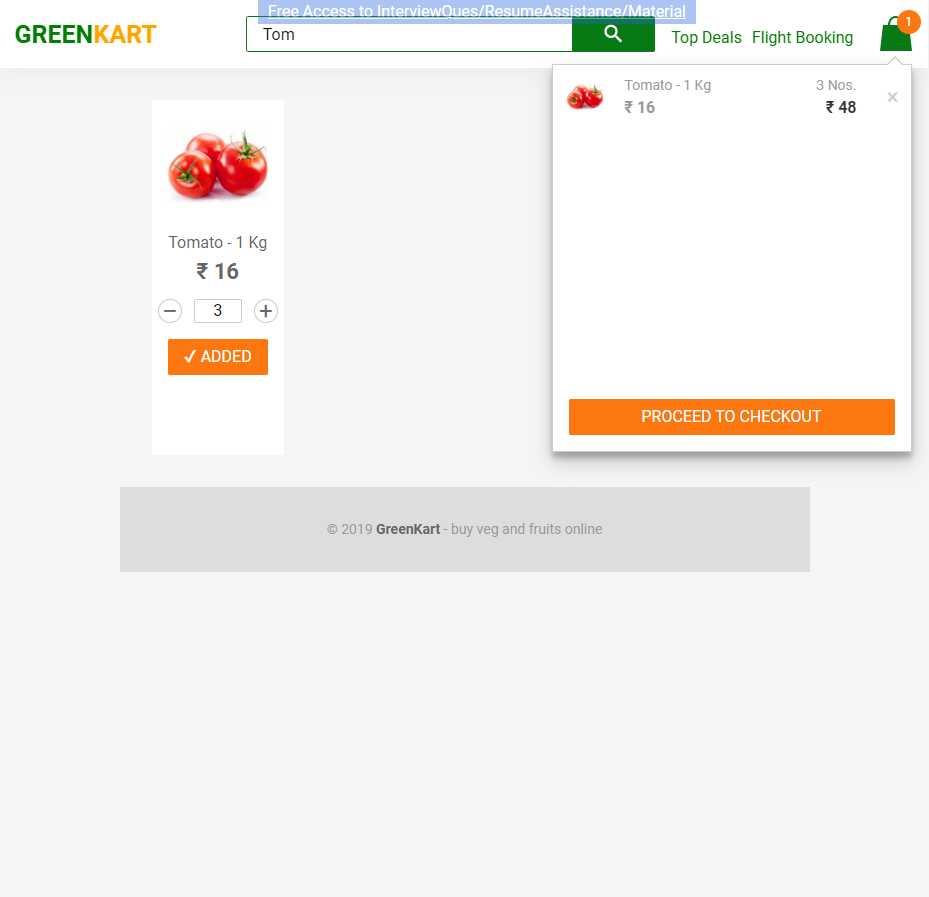 Free Access to InterviewQues/ResumeAssistance/Material
GREENKART
Tom
Top Deals Flight Booking
1
Tomato - 1 Kg 3 Nos.
₹ 16 ₹ 48
×
Tomato - 1 Kg
₹ 16
− 3 +
✓ ADDED
PROCEED TO CHECKOUT
© 2019 GreenKart - buy veg and fruits online